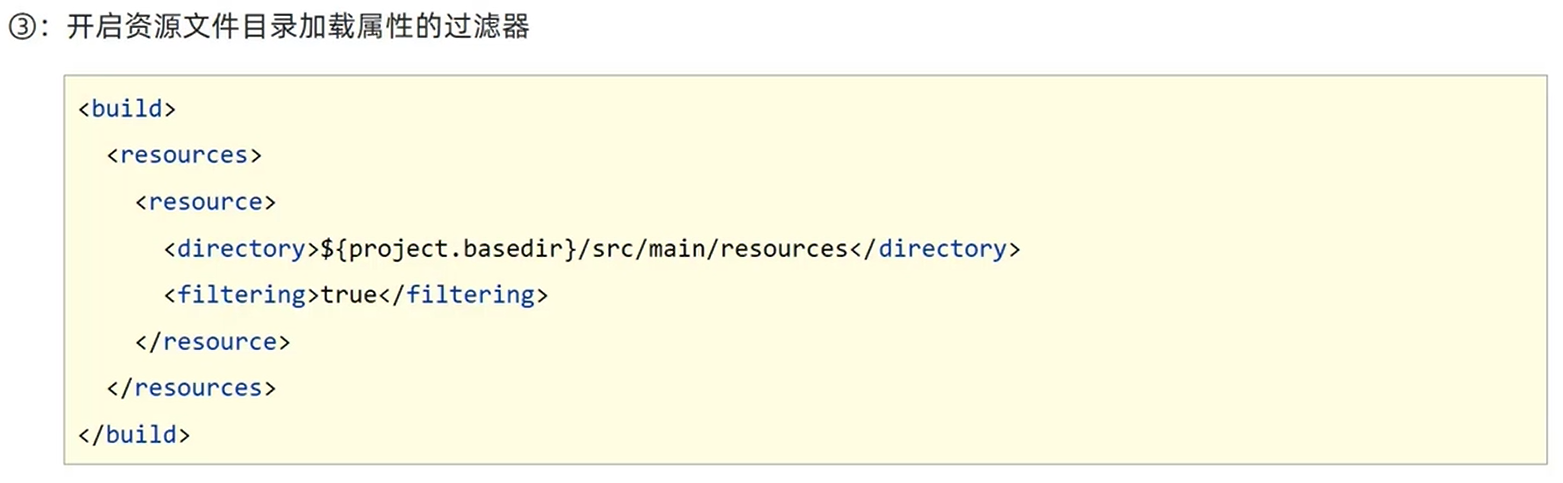 ③：开启资源文件目录加载属性的过滤器
<build>
  <resources>
    <resource>
      <directory>${project.basedir}/src/main/resources</directory>
      <filtering>true</filtering>
    </resource>
  </resources>
</build>